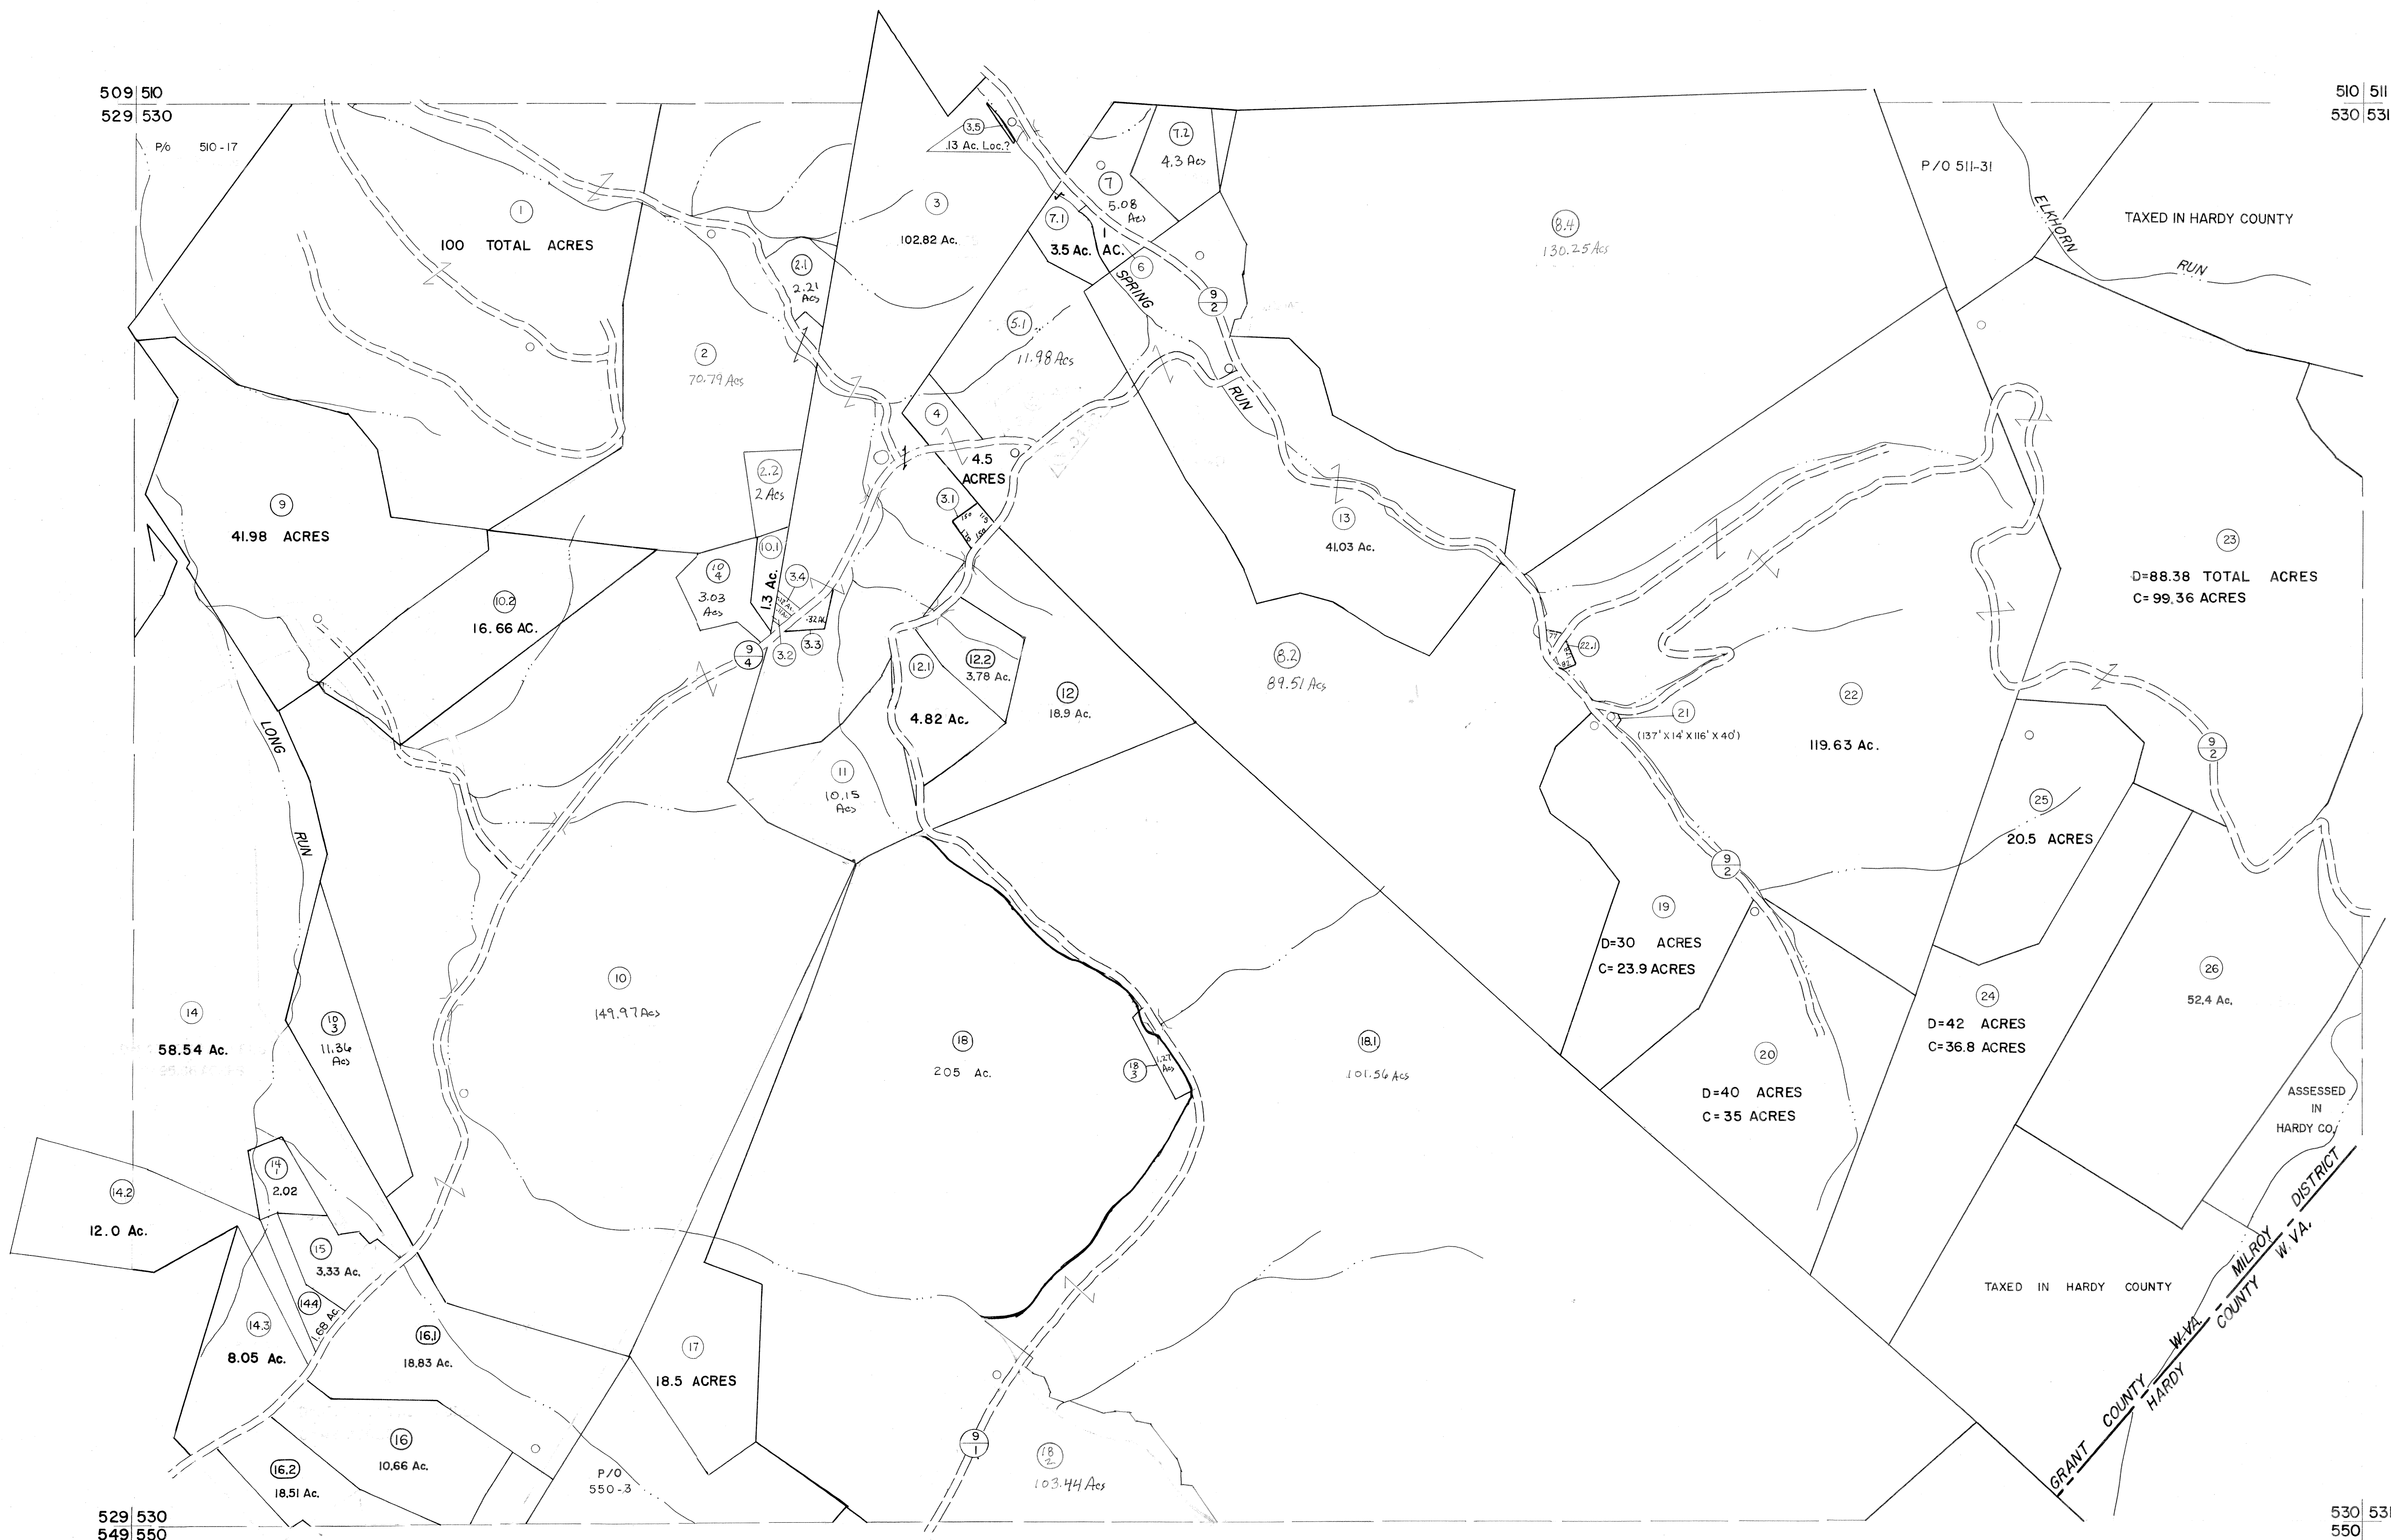 509 510
529 530
510 511
530 531
P/o 510-17
1
100 TOTAL ACRES
3.5
.13 Ac. Loc.?
7.2
4.3 Acs
7
5.08
Acs
7.1
3.5 Ac.
1
AC.
6
3
102.82 Ac.
2.1
2.21
Acs
8.4
130.25 Acs
P/O 511-31
ELKHORN
RUN
TAXED IN HARDY COUNTY
SPRING
RUN
9
2
5.1
11.98 Acs
2
70.79 Acs
4
4.5
ACRES
2.2
2 Acs
3.1
150
115
150
9
41.98 ACRES
13
41.03 Ac.
23
D=88.38 TOTAL ACRES
C= 99.36 ACRES
10.1
1.3 Ac.
10
4
3.03
Acs
3.4
.32 Ac.
3.3
3.2
9
4
10.2
16.66 AC.
12.1
4.82 Ac.
12.2
3.78 Ac.
12
18.9 Ac.
8.2
89.51 Acs
22.1
77
21
(137' X 14' X 116' X 40')
22
119.63 Ac.
9
2
LONG
RUN
11
10.15
Acs
25
20.5 ACRES
9
2
19
D=30 ACRES
C= 23.9 ACRES
14
58.54 Ac.
10
3
11.36
Acs
10
149.97 Acs
18
205 Ac.
18
3
1.27
Acs
18.1
101.56 Acs
20
D=40 ACRES
C= 35 ACRES
24
D=42 ACRES
C=36.8 ACRES
26
52.4 Ac.
ASSESSED
IN
HARDY CO.
14.2
12.0 Ac.
14
1
2.02
15
3.33 Ac.
14.4
1.68 Ac.
14.3
8.05 Ac.
16.1
18.83 Ac.
17
18.5 ACRES
16
10.66 Ac.
16.2
18.51 Ac.
P/O
550-3
9
1
18
2
103.44 Acs
TAXED IN HARDY COUNTY
MILROY DISTRICT
GRANT COUNTY W.VA.
HARDY COUNTY W. VA.
529 530
549 550
530 531
550